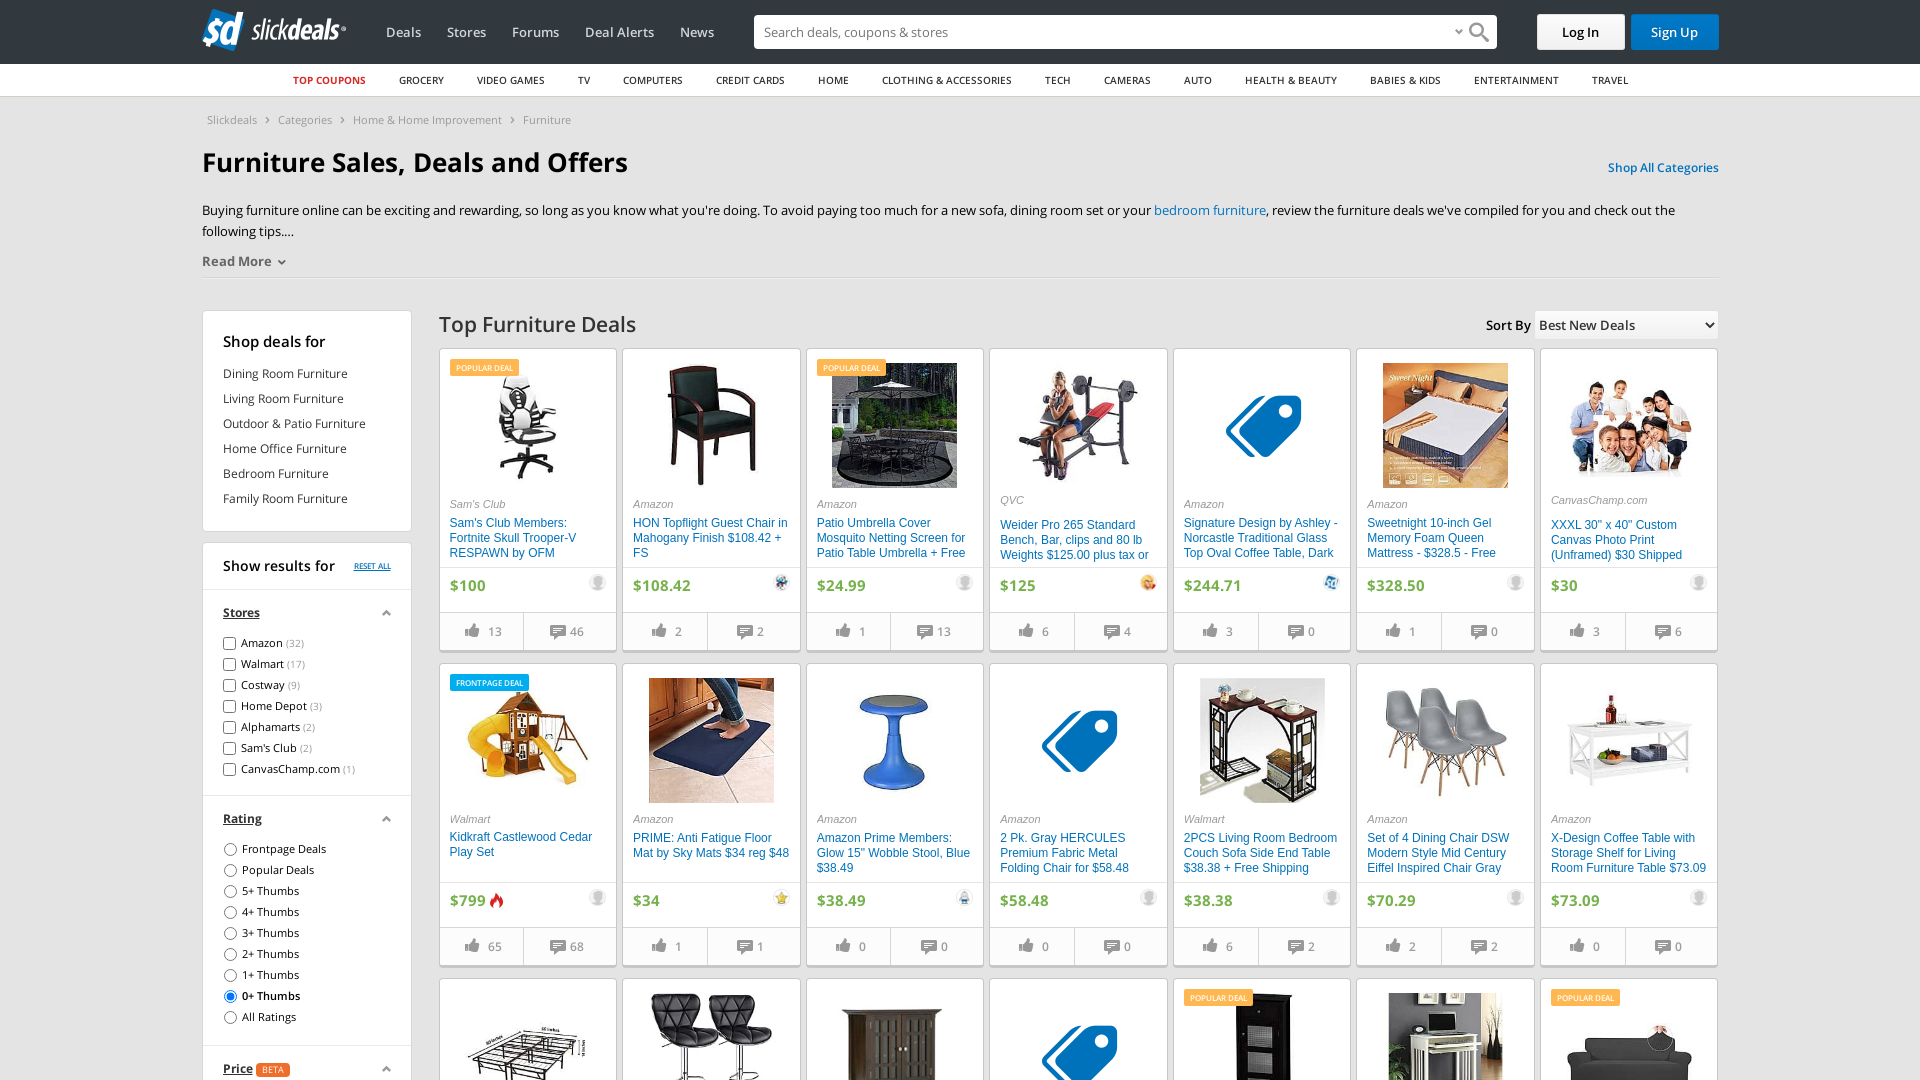 slickdeals
Deals
Stores
Forums
Deal Alerts
News
Search deals, coupons & stores
Log In
Sign Up
TOP COUPONS
GROCERY
VIDEO GAMES
TV
COMPUTERS
CREDIT CARDS
HOME
CLOTHING & ACCESSORIES
TECH
CAMERAS
AUTO
HEALTH & BEAUTY
BABIES & KIDS
ENTERTAINMENT
TRAVEL
Slickdeals > Categories > Home & Home Improvement > Furniture
Furniture Sales, Deals and Offers
Shop All Categories
Buying furniture online can be exciting and rewarding, so long as you know what you're doing. To avoid paying too much for a new sofa, dining room set or your bedroom furniture, review the furniture deals we've compiled for you and check out the
following tips....
Read More
Shop deals for
Dining Room Furniture
Living Room Furniture
Outdoor & Patio Furniture
Home Office Furniture
Bedroom Furniture
Family Room Furniture
Show results for
RESET ALL
Stores
Amazon (32)
Walmart (17)
Costway (9)
Home Depot (3)
Alphamarts (2)
Sam's Club (2)
CanvasChamp.com (1)
Rating
Frontpage Deals
Popular Deals
5+ Thumbs
4+ Thumbs
3+ Thumbs
2+ Thumbs
1+ Thumbs
0+ Thumbs
All Ratings
Price BETA
Top Furniture Deals
Sort By Best New Deals
POPULAR DEAL
Sam's Club
Sam's Club Members:
Fortnite Skull Trooper-V
RESPAWN by OFM
$100
13
46
Amazon
HON Topflight Guest Chair in
Mahogany Finish $108.42 +
FS
$108.42
2
2
POPULAR DEAL
Amazon
Patio Umbrella Cover
Mosquito Netting Screen for
Patio Table Umbrella + Free
$24.99
1
13
QVC
Weider Pro 265 Standard
Bench, Bar, clips and 80 lb
Weights $125.00 plus tax or
$125
6
4
Amazon
Signature Design by Ashley -
Norcastle Traditional Glass
Top Oval Coffee Table, Dark
$244.71
3
0
Sweet Night
Amazon
Sweetnight 10-inch Gel
Memory Foam Queen
Mattress - $328.5 - Free
$328.50
1
0
CanvasChamp.com
XXXL 30" x 40" Custom
Canvas Photo Print
(Unframed) $30 Shipped
$30
3
6
FRONTPAGE DEAL
Walmart
Kidkraft Castlewood Cedar
Play Set
$799
65
68
Amazon
PRIME: Anti Fatigue Floor
Mat by Sky Mats $34 reg $48
$34
1
1
Amazon
Amazon Prime Members:
Glow 15" Wobble Stool, Blue
$38.49
$38.49
0
0
Amazon
2 Pk. Gray HERCULES
Premium Fabric Metal
Folding Chair for $58.48
$58.48
0
0
Walmart
2PCS Living Room Bedroom
Couch Sofa Side End Table
$38.38 + Free Shipping
$38.38
6
2
Amazon
Set of 4 Dining Chair DSW
Modern Style Mid Century
Eiffel Inspired Chair Gray
$70.29
2
2
Amazon
X-Design Coffee Table with
Storage Shelf for Living
Room Furniture Table $73.09
$73.09
0
0
POPULAR DEAL
POPULAR DEAL